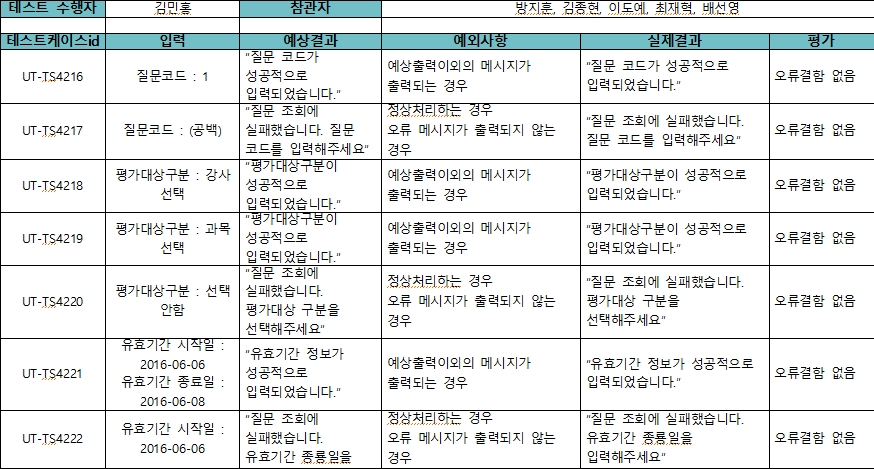 테스트 수행자 김민홀 참관자 방지훈, 김종현, 이도예, 최재혁, 배선영
테스트케이스id 입력 예상결과 예외사항 실제결과 평가
UT-TS4216
질문코드 : 1
"질문 코드가
성공적으로
입력되었습니다."
예상출력이외의 메시지가
출력되는 경우
"질문 코드가 성공적으로
입력되었습니다."
오류결함 없음
UT-TS4217
질문코드 : (공백)
"질문 조회에
실패했습니다. 질문
코드를 입력해주세요"
정상처리하는 경우
오류 메시지가 출력되지 않는
경우
"질문 조회에 실패했습니다.
질문 코드를 입력해주세요"
오류결함 없음
UT-TS4218
평가대상구분 : 강사
선택
"평가대상구분이
성공적으로
입력되었습니다."
예상출력이외의 메시지가
출력되는 경우
"평가대상구분이 성공적으로
입력되었습니다."
오류결함 없음
UT-TS4219
평가대상구분 : 과목
선택
"평가대상구분이
성공적으로
입력되었습니다."
예상출력이외의 메시지가
출력되는 경우
"평가대상구분이 성공적으로
입력되었습니다."
오류결함 없음
UT-TS4220
평가대상구분 : 선택
안함
"질문 조회에
실패했습니다.
평가대상 구분을
선택해주세요"
정상처리하는 경우
오류 메시지가 출력되지 않는
경우
"질문 조회에 실패했습니다.
평가대상 구분을
선택해주세요"
오류결함 없음
UT-TS4221
유효기간 시작일 :
2016-06-06
유효기간 종료일 :
2016-06-08
"유효기간 정보가
성공적으로
입력되었습니다."
예상출력이외의 메시지가
출력되는 경우
"유효기간 정보가 성공적으로
입력되었습니다."
오류결함 없음
UT-TS4222
유효기간 시작일 :
2016-06-06
"질문 조회에
실패했습니다.
유효기간 종룡일을
정상처리하는 경우
오류 메시지가 출력되지 않는
경우
"질문 조회에 실패했습니다.
유효기간 종룡일을
입력해주세요"
오류결함 없음